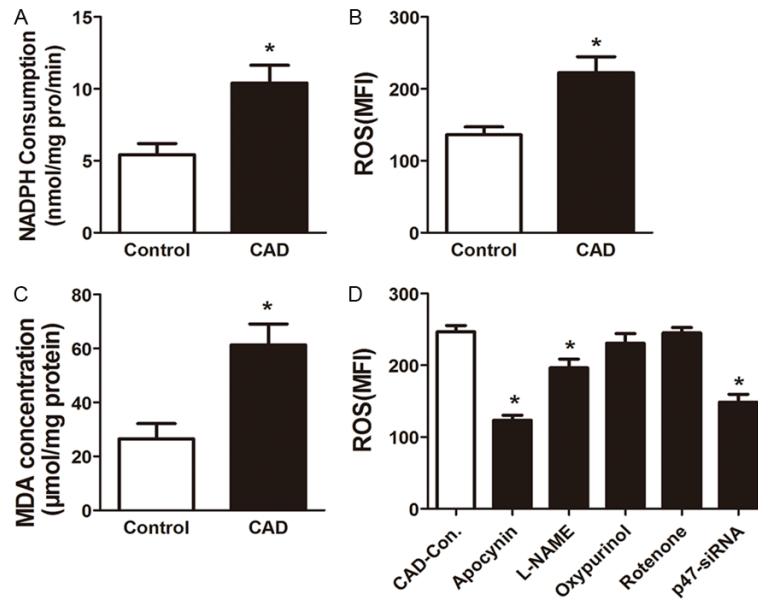 A
NADPH Consumption
(nmol/mg pro/min)
15
10
5
0
*
Control
CAD
B
ROS(MFI)
300
200
100
0
*
Control
CAD
C
MDA concentration
(µmol/mg protein)
80
60
40
20
0
*
Control
CAD
D
ROS(MFI)
300
200
100
0
*
*
*
CAD-Con.
Apocynin
L-NAME
Oxypurinol
Rotenone
p47-siRNA